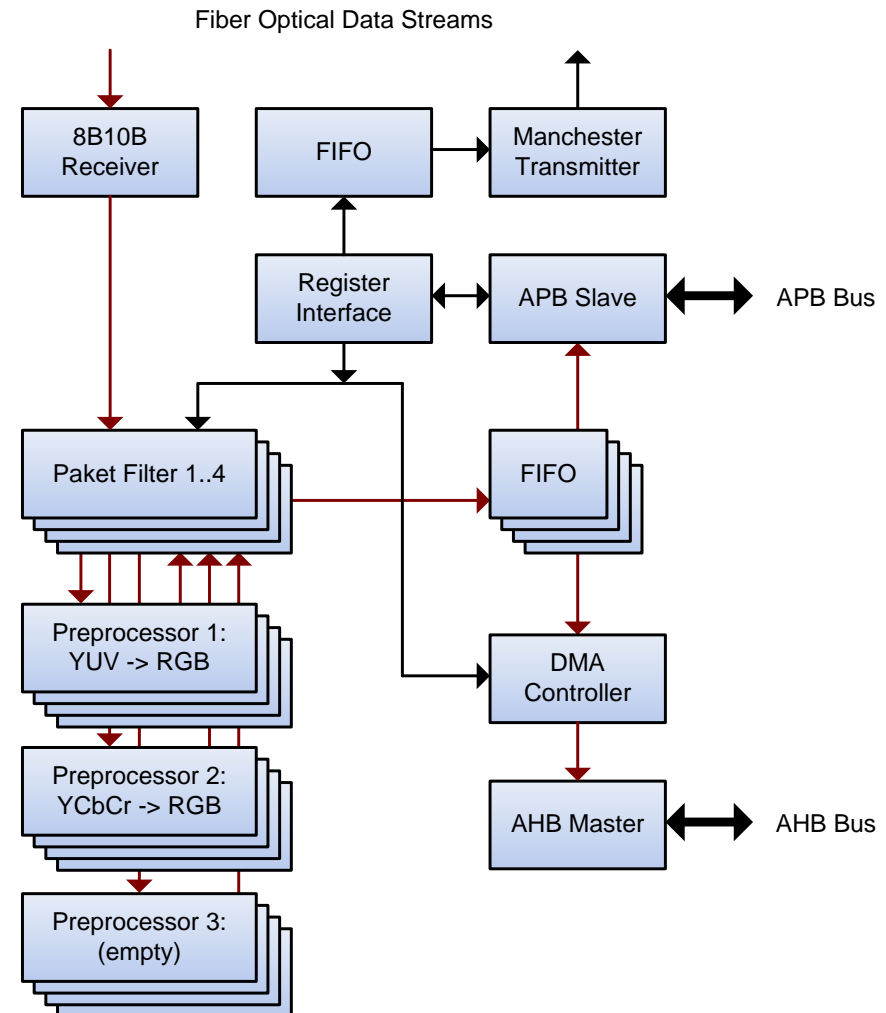 Fiber Optical Data Streams
8B10B
Receiver
FIFO
Manchester
Transmitter
Register
Interface
APB Slave
APB Bus
Paket Filter 1..4
FIFO
Preprocessor 1:
YUV -> RGB
DMA
Controller
Preprocessor 2:
YCbCr -> RGB
AHB Master
AHB Bus
Preprocessor 3:
(empty)